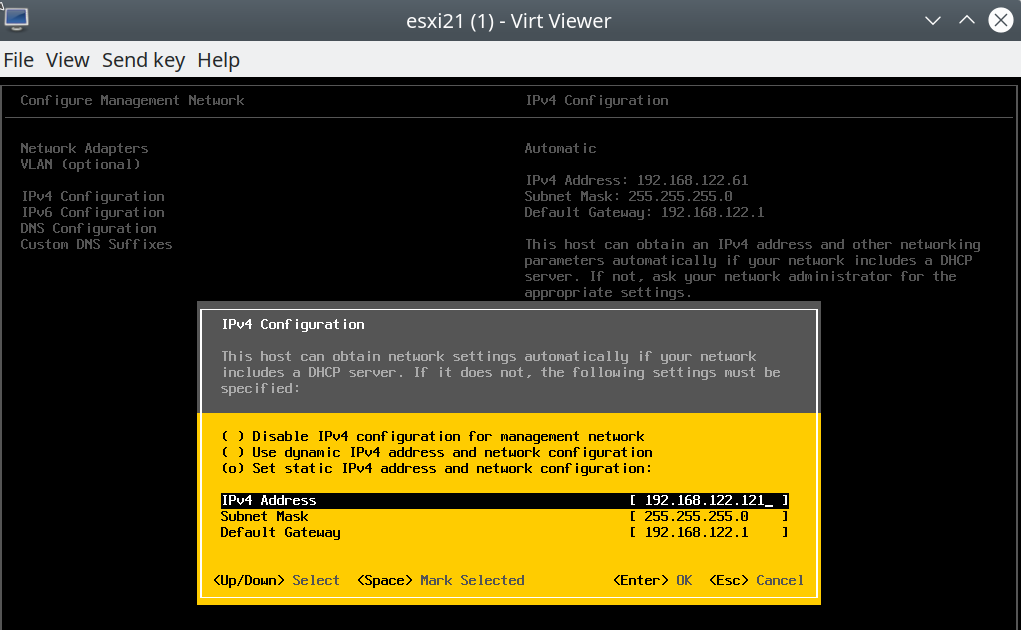 esxi21 (1) - Virt Viewer
File View Send key Help
Configure Management Network
IPv4 Configuration
Network Adapters
VLAN (optional)
IPv4 Configuration
IPv6 Configuration
DNS Configuration
Custom DNS Suffixes
Automatic
IPv4 Address: 192.168.122.61
Subnet Mask: 255.255.255.0
Default Gateway: 192.168.122.1
This host can obtain an IPv4 address and other networking
parameters automatically if your network includes a DHCP
server. If not, ask your network administrator for the
appropriate settings.
IPv4 Configuration
This host can obtain network settings automatically if your network
includes a DHCP server. If it does not, the following settings must be
specified:
( ) Disable IPv4 configuration for management network
( ) Use dynamic IPv4 address and network configuration
(o) Set static IPv4 address and network configuration:
IPv4 Address [ 192.168.122.121_ ]
Subnet Mask [ 255.255.255.0 ]
Default Gateway [ 192.168.122.1 ]
<Up/Down> Select <Space> Mark Selected <Enter> OK <Esc> Cancel